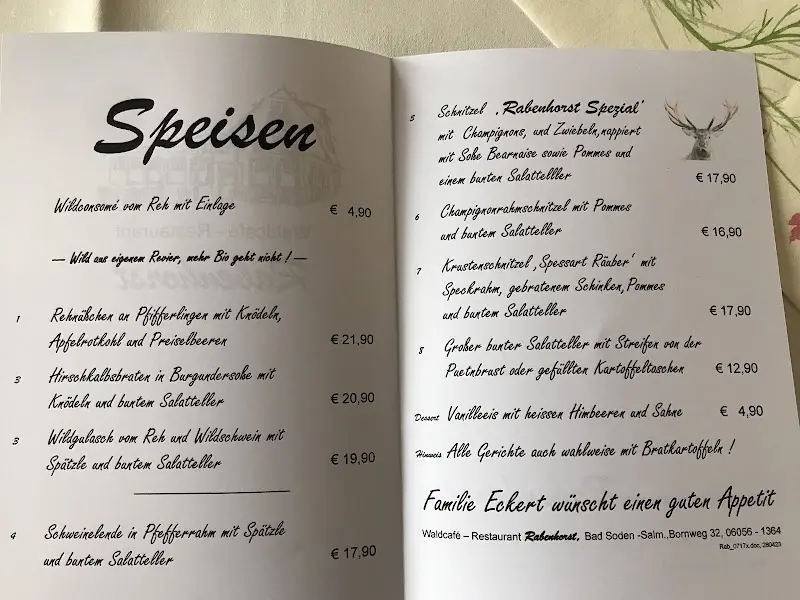 Speisen
Wildconsomé vom Reh mit Einlage € 4,90
— Wild aus eigenem Revier, mehr Bio geht nicht ! —
1 Rehnäßchen an Pfifferlingen mit Knödeln,
Apfelrotkohl und Preiselbeeren € 21,90
3 Hirschkalbsbraten in Burgundersoße mit
Knödeln und buntem Salatteller € 20,90
3 Wildgulasch vom Reh und Wildschwein mit
Spätzle und buntem Salatteller € 19,90
4 Schweinelende in Pfefferrahm mit Spätzle
und buntem Salatteller € 17,90
5 Schnitzel ‚Rabenhorst Spezial‘
mit Champignons, und Zwiebeln,nappiert
mit Soße Bearnaise sowie Pommes und
einem bunten Salattelller € 17,90
6 Champignonrahmschnitzel mit Pommes
und buntem Salatteller € 16,90
7 Krustenschnitzel ‚Spessart Räuber‘ mit
Speckrahm, gebratenem Schinken,Pommes
und buntem Salatteller € 17,90
8 Großer bunter Salatteller mit Streifen von der
Puetnbrust oder gefüllten Kartoffeltaschen € 12,90
Dessert Vanilleeis mit heissen Himbeeren und Sahne € 4,90
Hinweis Alle Gerichte auch wahlweise mit Bratkartoffeln !
Familie Eckert wünscht einen guten Appetit
Waldcafé – Restaurant Rabenhorst, Bad Soden -Salm.,Bornweg 32, 06056 - 1364
Rab_0717x.doc, 280423